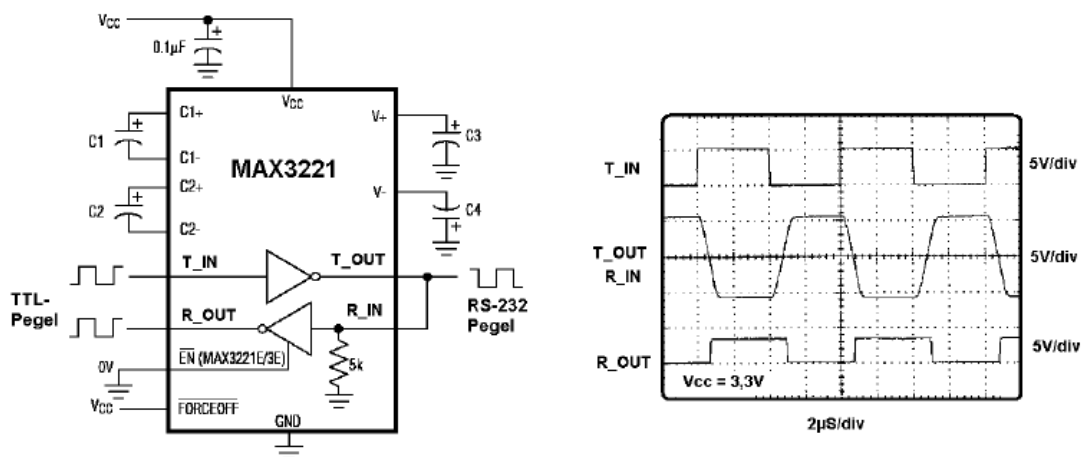 Vcc
0.1µF
+
Vcc
C1+
C1
+
C1-
C2+
C2
+
C2-
MAX3221
V+
+
C3
V-
C4
+
T_IN
T_OUT
TTL-
Pegel
R_OUT
R_IN
RS-232
Pegel
EN (MAX3221E/3E)
5k
0V
Vcc
FORCEOFF
GND
T_IN
5V/div
T_OUT
R_IN
5V/div
R_OUT
5V/div
Vcc = 3,3V
2µS/div